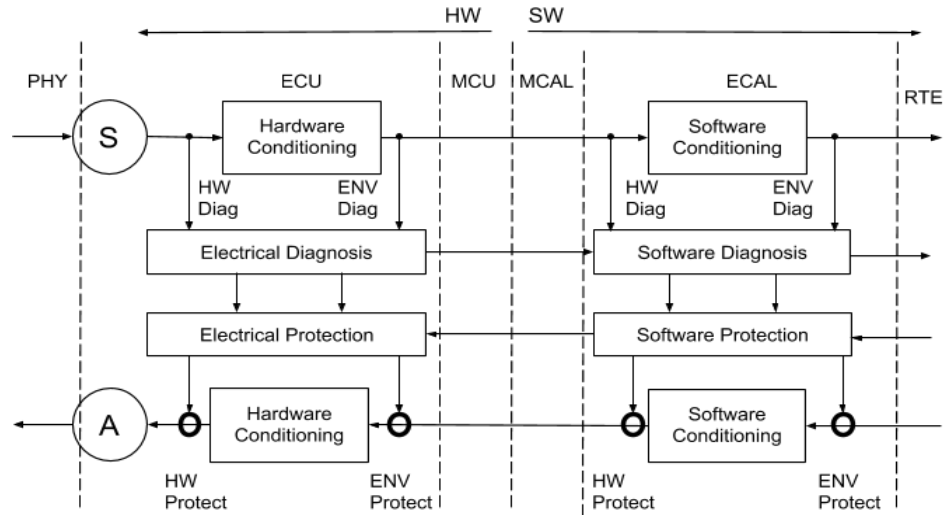 HW SW
PHY ECU MCU MCAL ECAL RTE
S
Hardware
Conditioning
Software
Conditioning
HW
Diag
ENV
Diag
HW
Diag
ENV
Diag
Electrical Diagnosis
Software Diagnosis
Electrical Protection
Software Protection
A
Hardware
Conditioning
Software
Conditioning
HW
Protect
ENV
Protect
HW
Protect
ENV
Protect